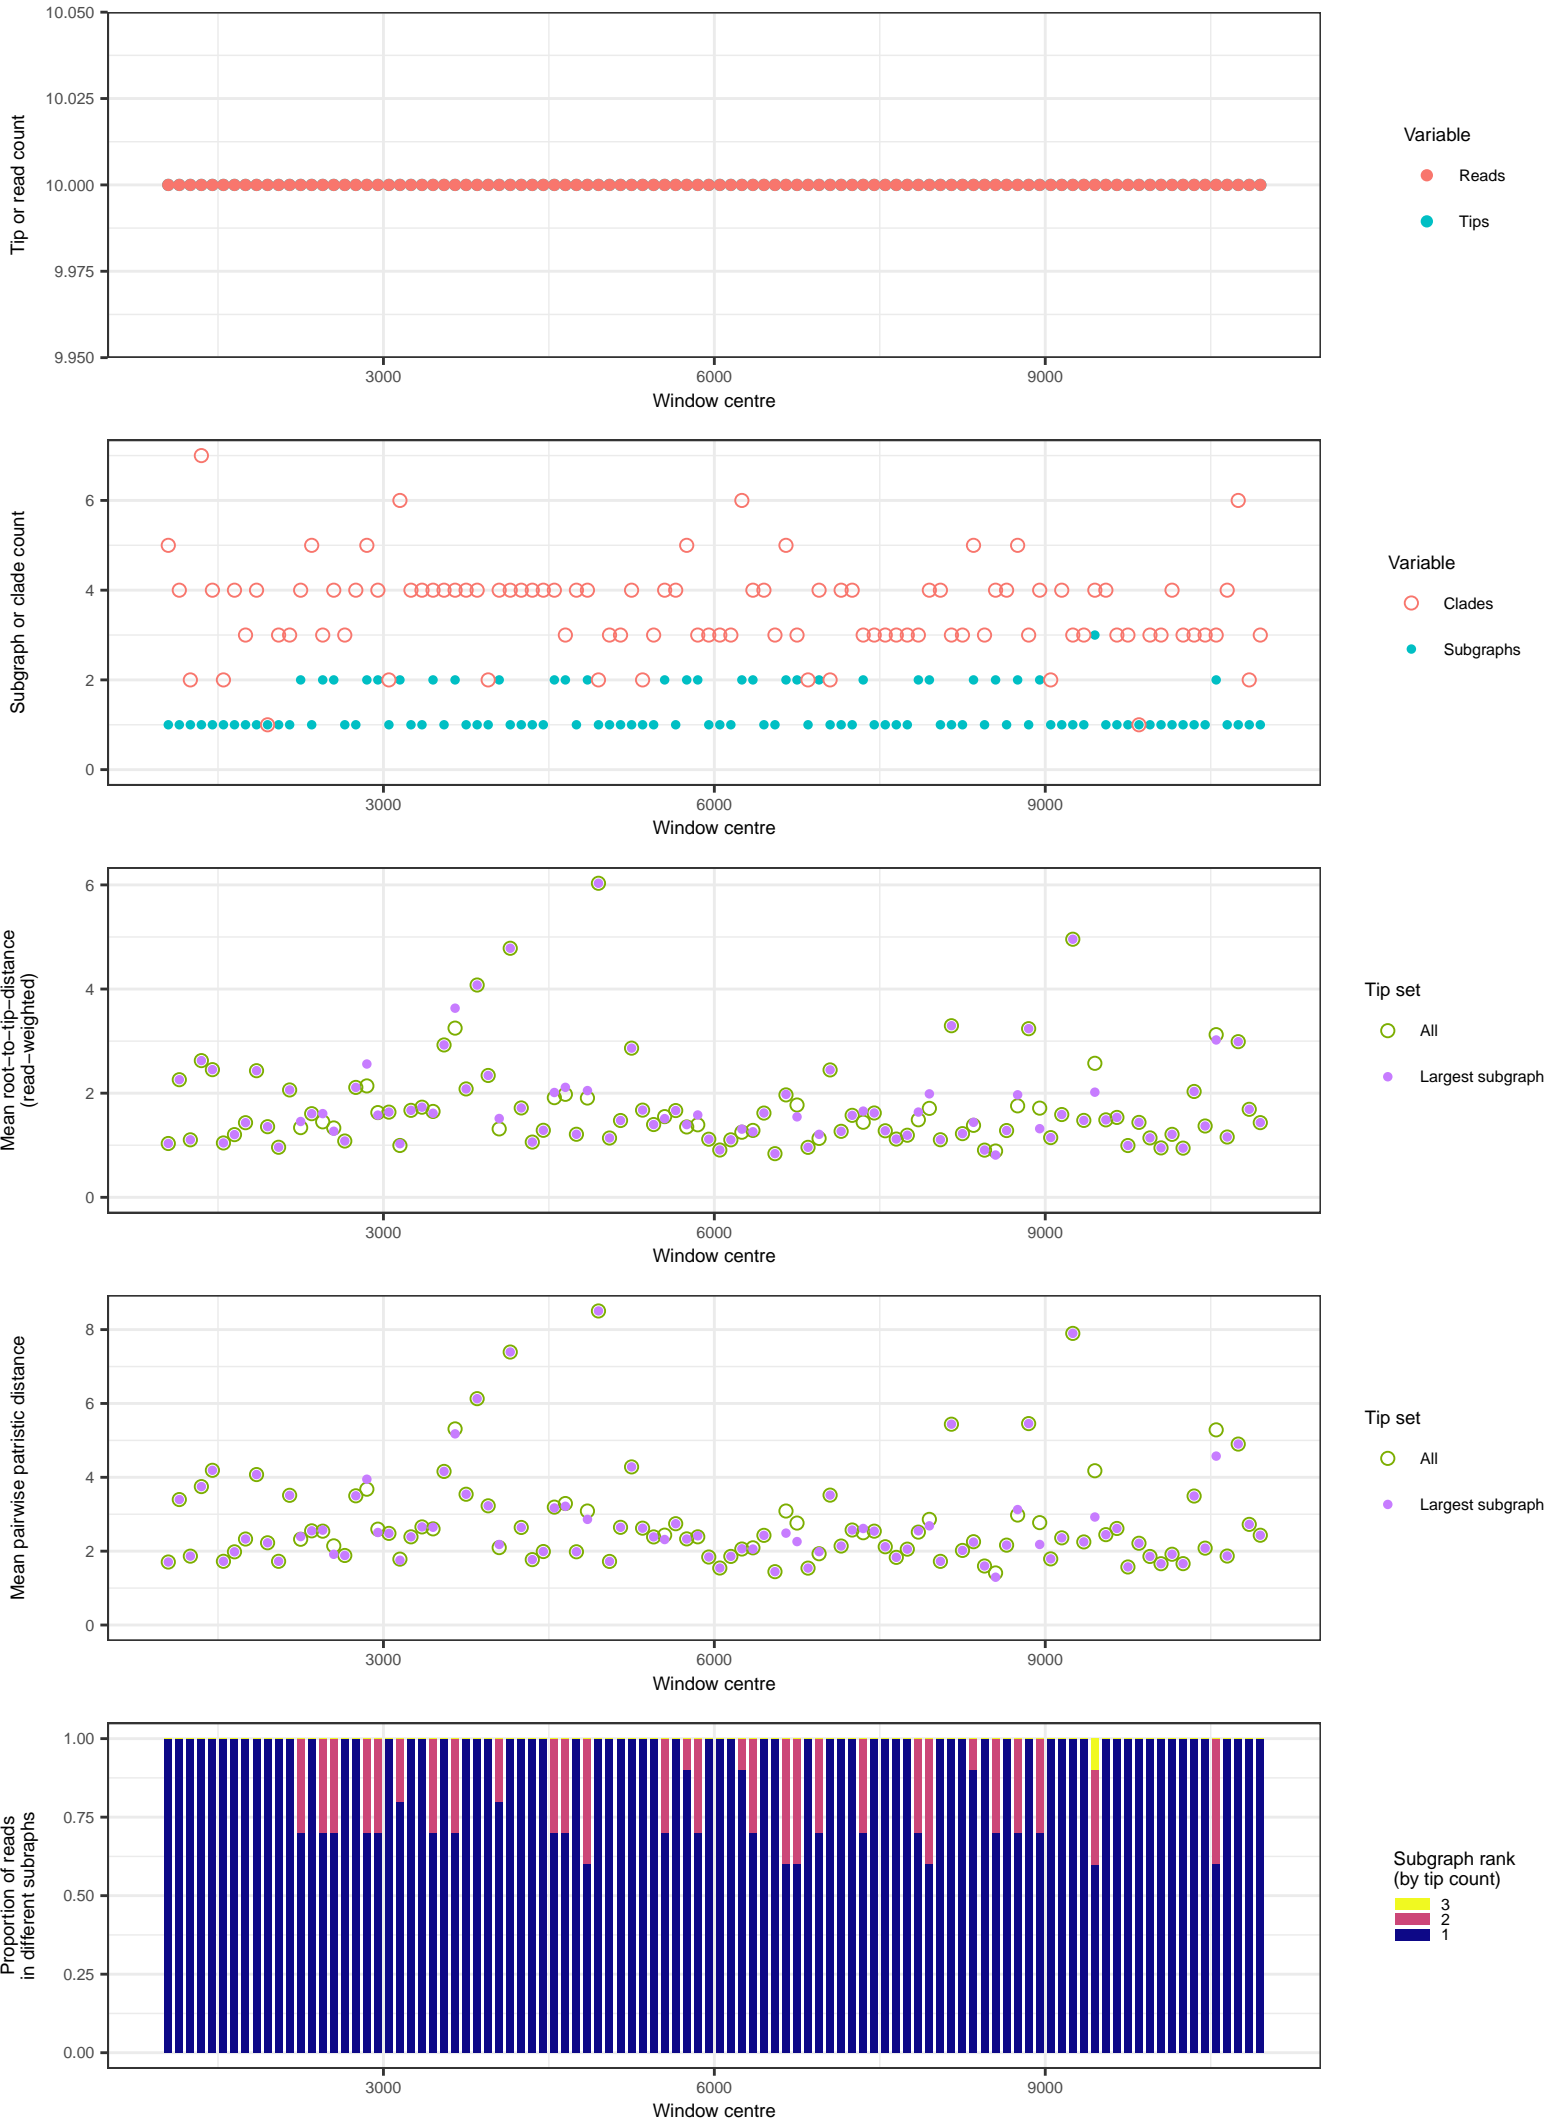 10.050
10.025
10.000
9.975
9.950
Tip or read count
3000 6000 9000
Window centre
Variable
Reads
Tips
6
4
2
0
Subgraph or clade count
3000 6000 9000
Window centre
Variable
Clades
Subgraphs
6
4
2
0
Mean root−to−tip−distance
(read−weighted)
3000 6000 9000
Window centre
Tip set
All
Largest subgraph
8
6
4
2
0
Mean pairwise patristic distance
3000 6000 9000
Window centre
Tip set
All
Largest subgraph
1.00
0.75
0.50
0.25
0.00
Proportion of reads
in different subraphs
3000 6000 9000
Window centre
Subgraph rank
(by tip count)
3
2
1